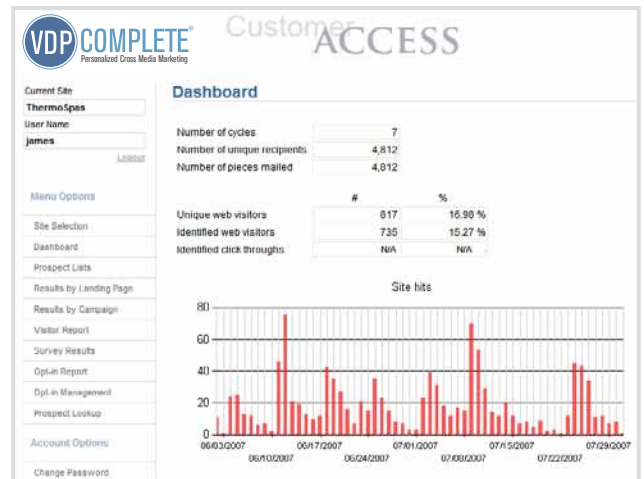 Customer
ACCESS
VDP COMPLETE®
Personalized Cross Media Marketing
Current Site
ThermoSpas
User Name
james
Logout
Menu Options
Site Selection
Dashboard
Prospect Lists
Results by Landing Page
Results by Campaign
Visitor Report
Survey Results
Opt-in Report
Opt-in Management
Prospect Lookup
Account Options
Change Password
Dashboard
Number of cycles 7
Number of unique recipients 4,812
Number of pieces mailed 4,812
# %
Unique web visitors 817 16.98 %
Identified web visitors 735 15.27 %
Identified click throughs N/A N/A
Site hits
80
60
40
20
0
06/03/2007 06/17/2007 07/01/2007 07/15/2007 07/29/2007
06/10/2007 06/24/2007 07/08/2007 07/22/2007